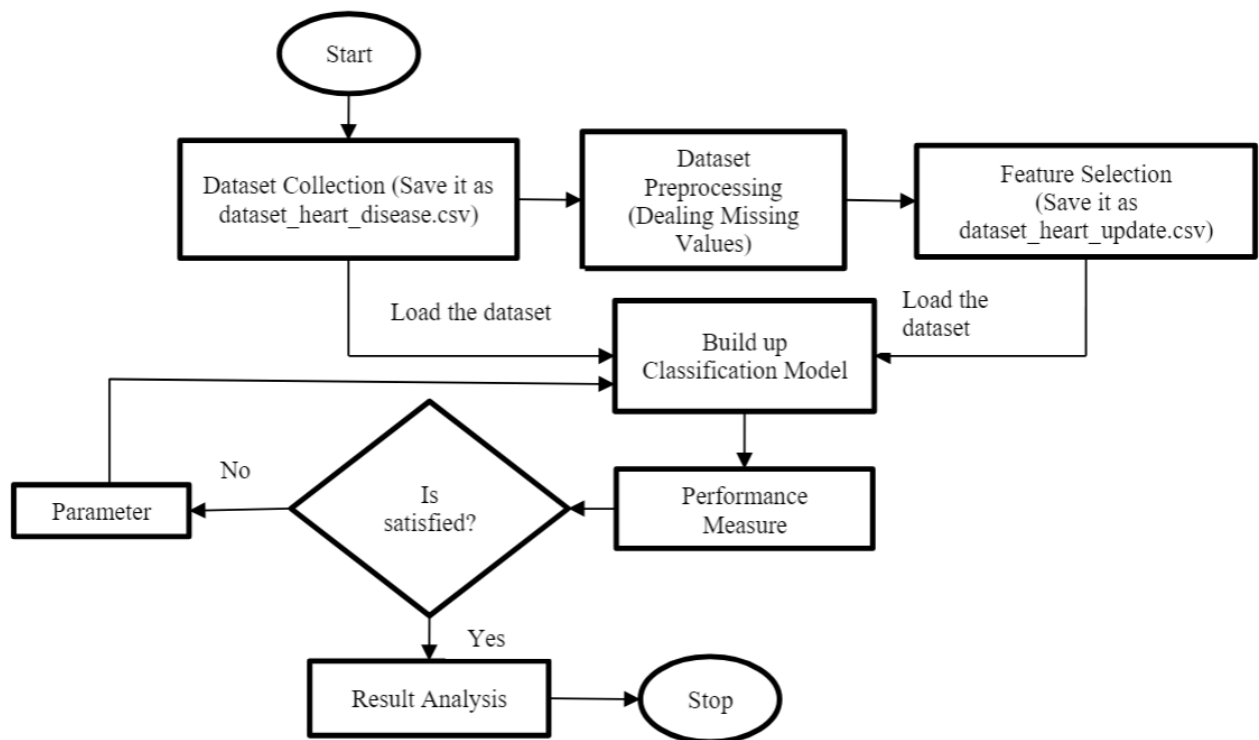 Start
Dataset Collection (Save it as
dataset_heart_disease.csv)
Dataset
Preprocessing
(Dealing Missing
Values)
Feature Selection
(Save it as
dataset_heart_update.csv)
Load the dataset
Load the
dataset
Build up
Classification Model
No
Parameter
Is
satisfied?
Performance
Measure
Yes
Result Analysis
Stop